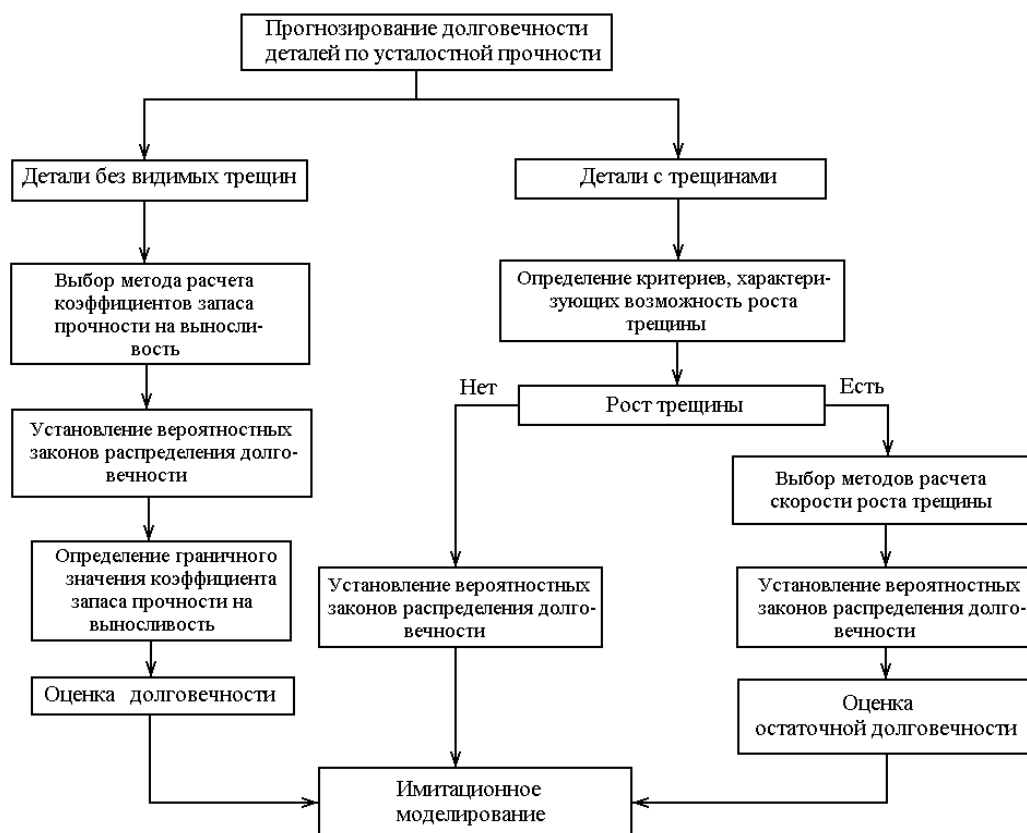 Прогнозирование долговечности
деталей по усталостной прочности
Детали без видимых трещин
Детали с трещинами
Выбор метода расчета
коэффициентов запаса
прочности на выносли-
вость
Определение критериев, характери-
зующих возможность роста
трещины
Нет
Рост трещины
Есть
Установление вероятностных
законов распределения долго-
вечности
Выбор методов расчета
скорости роста трещины
Определение граничного
значения коэффициента
запаса прочности на
выносливость
Установление вероятностных
законов распределения долго-
вечности
Установление вероятностных
законов распределения долго-
вечности
Оценка долговечности
Оценка
остаточной долговечности
Имитационное
моделирование